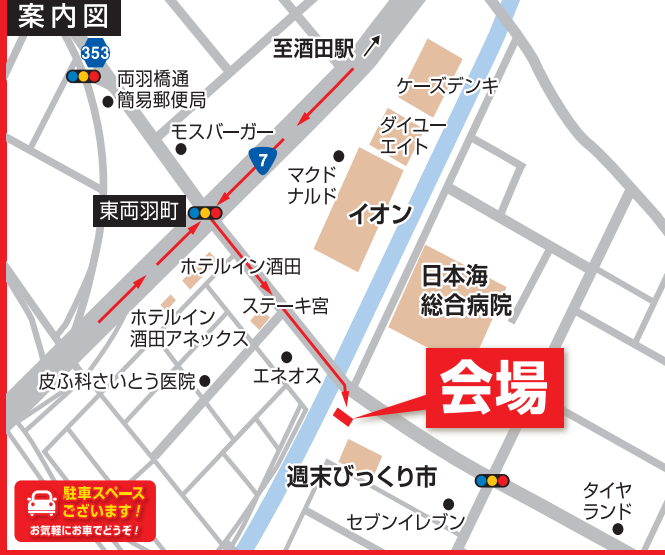 案内図
353
両羽橋通
簡易郵便局
至酒田駅
ケーズデンキ
モスバーガー
ダイユー
エイト
7
マクド
ナルド
東両羽町
イオン
ホテルイン酒田
日本海
総合病院
ステーキ宮
ホテルイン
酒田アネックス
皮ふ科さいとう医院
エネオス
会場
週末びっくり市
駐車スペース
ございます!
お気軽にお車でどうぞ!
セブンイレブン
タイヤ
ランド